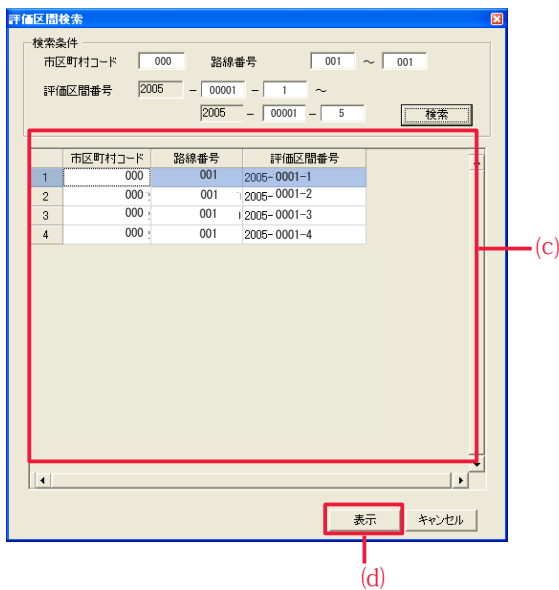 評価区間検索
検索条件
市区町村コード 000 路線番号 001 ～ 001
評価区間番号 2005 - 00001 - 1 ～
2005 - 00001 - 5 検索
市区町村コード 路線番号 評価区間番号
1 000 001 2005-0001-1
2 000 001 2005-0001-2
3 000 001 2005-0001-3
4 000 001 2005-0001-4
(c)
表示 キャンセル
(d)